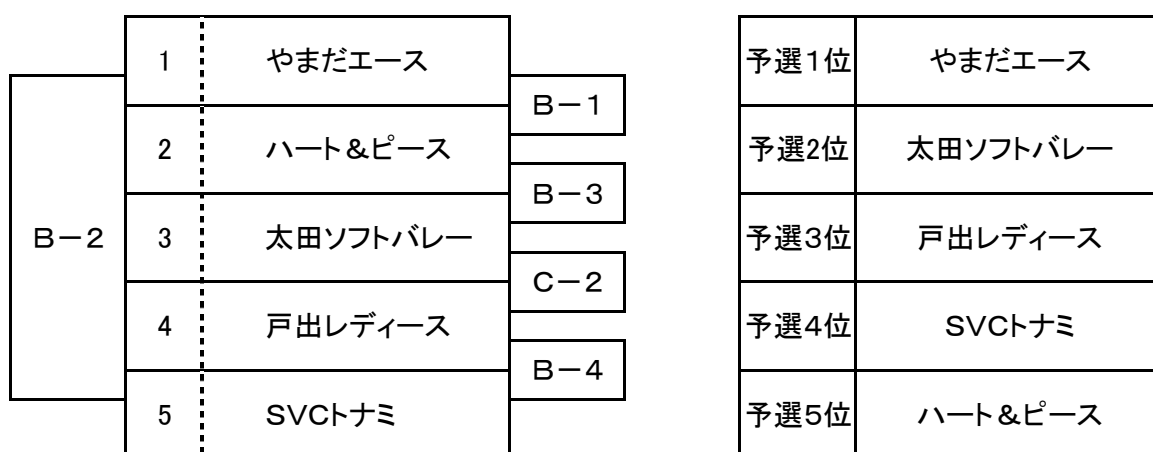 1 やまだエース
B－1
2 ハート＆ピース
B－3
B－2
3 太田ソフトバレー
C－2
4 戸出レディース
B－4
5 SVCトナミ
予選1位 やまだエース
予選2位 太田ソフトバレー
予選3位 戸出レディース
予選4位 SVCトナミ
予選5位 ハート＆ピース